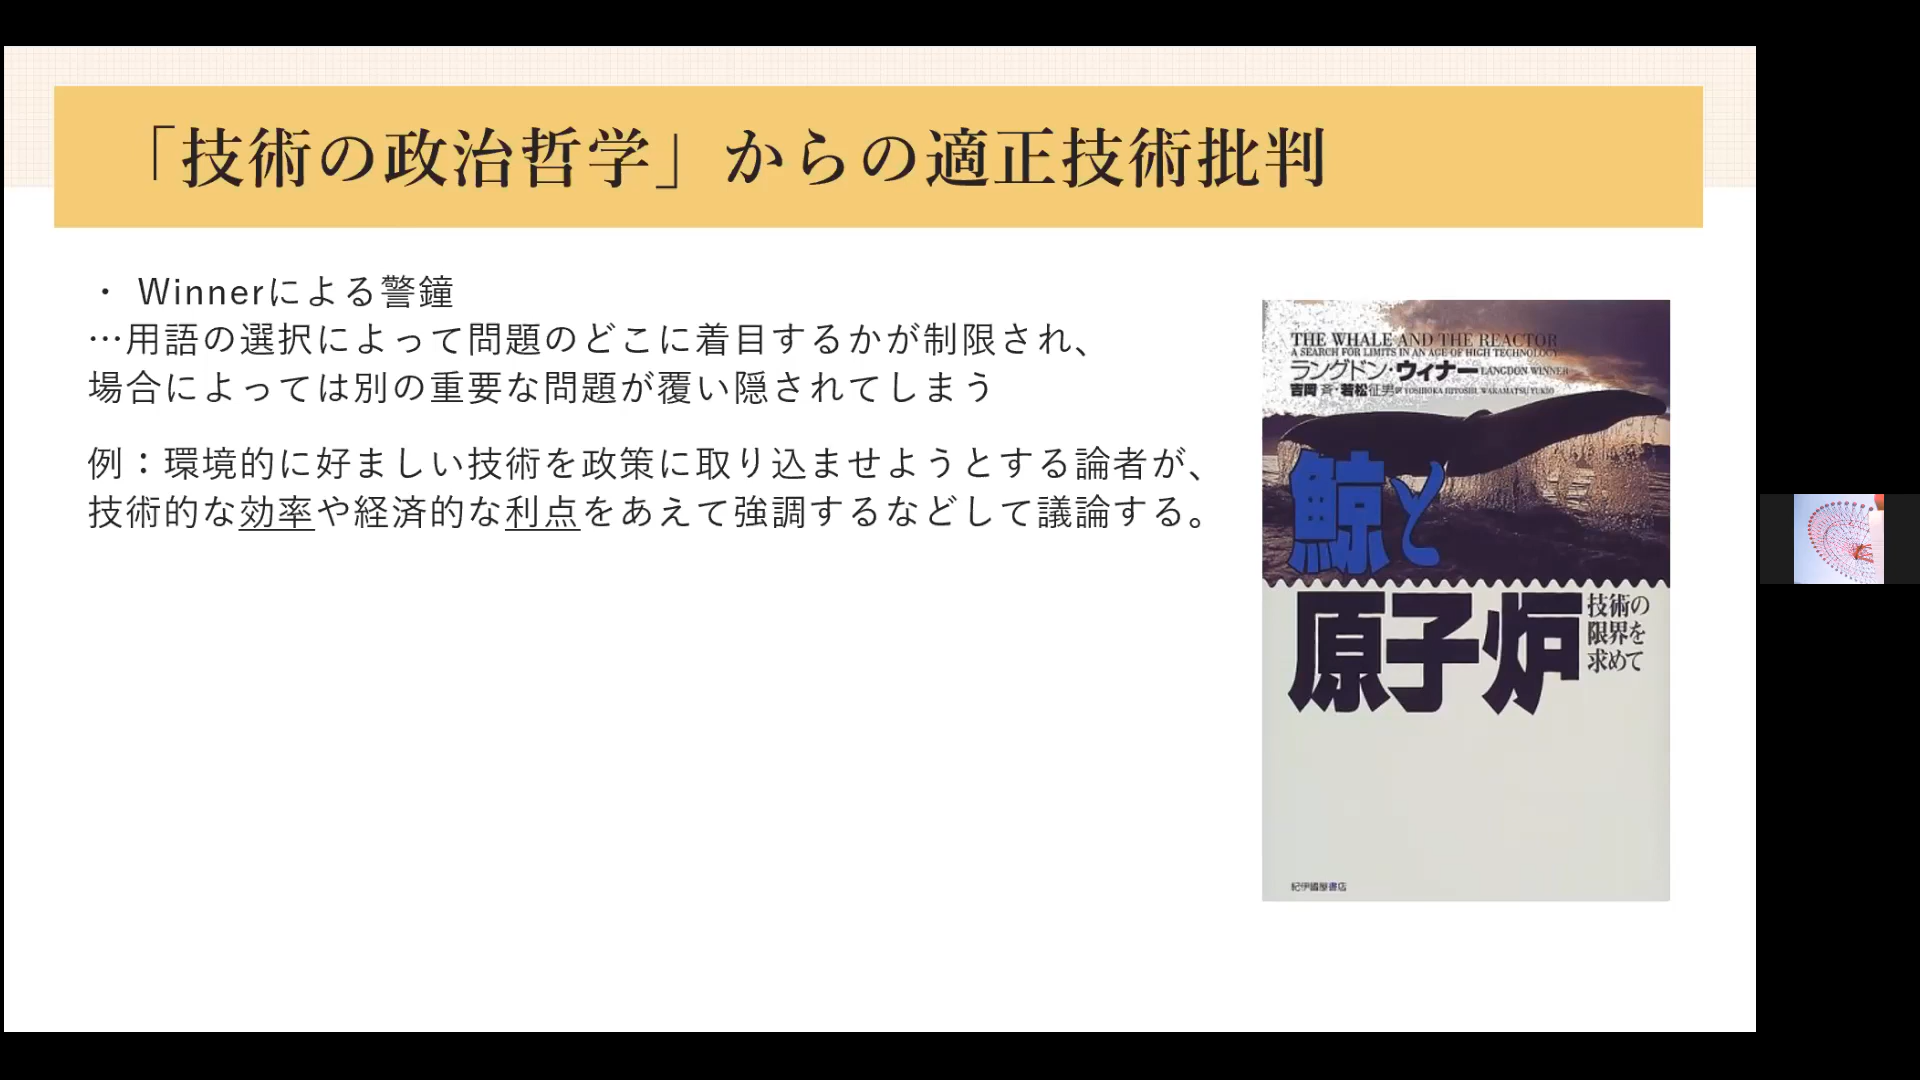 「技術の政治哲学」からの適正技術批判
・ Winnerによる警鐘
…用語の選択によって問題のどこに着目するかが制限され、
場合によっては別の重要な問題が覆い隠されてしまう
例：環境的に好ましい技術を政策に取り込ませようとする論者が、
技術的な効率や経済的な利点をあえて強調するなどして議論する。
THE WHALE AND THE REACTOR
A SEARCH FOR LIMITS IN AN AGE OF HIGH TECHNOLOGY
ラングドン・ウィナー LANGDON WINNER
吉岡 斉・若松征男 訳 YOSHIOKA HITOSHI, WAKAMATSU YUKIO
鯨と
原子炉
技術の
限界を
求めて
紀伊國屋書店